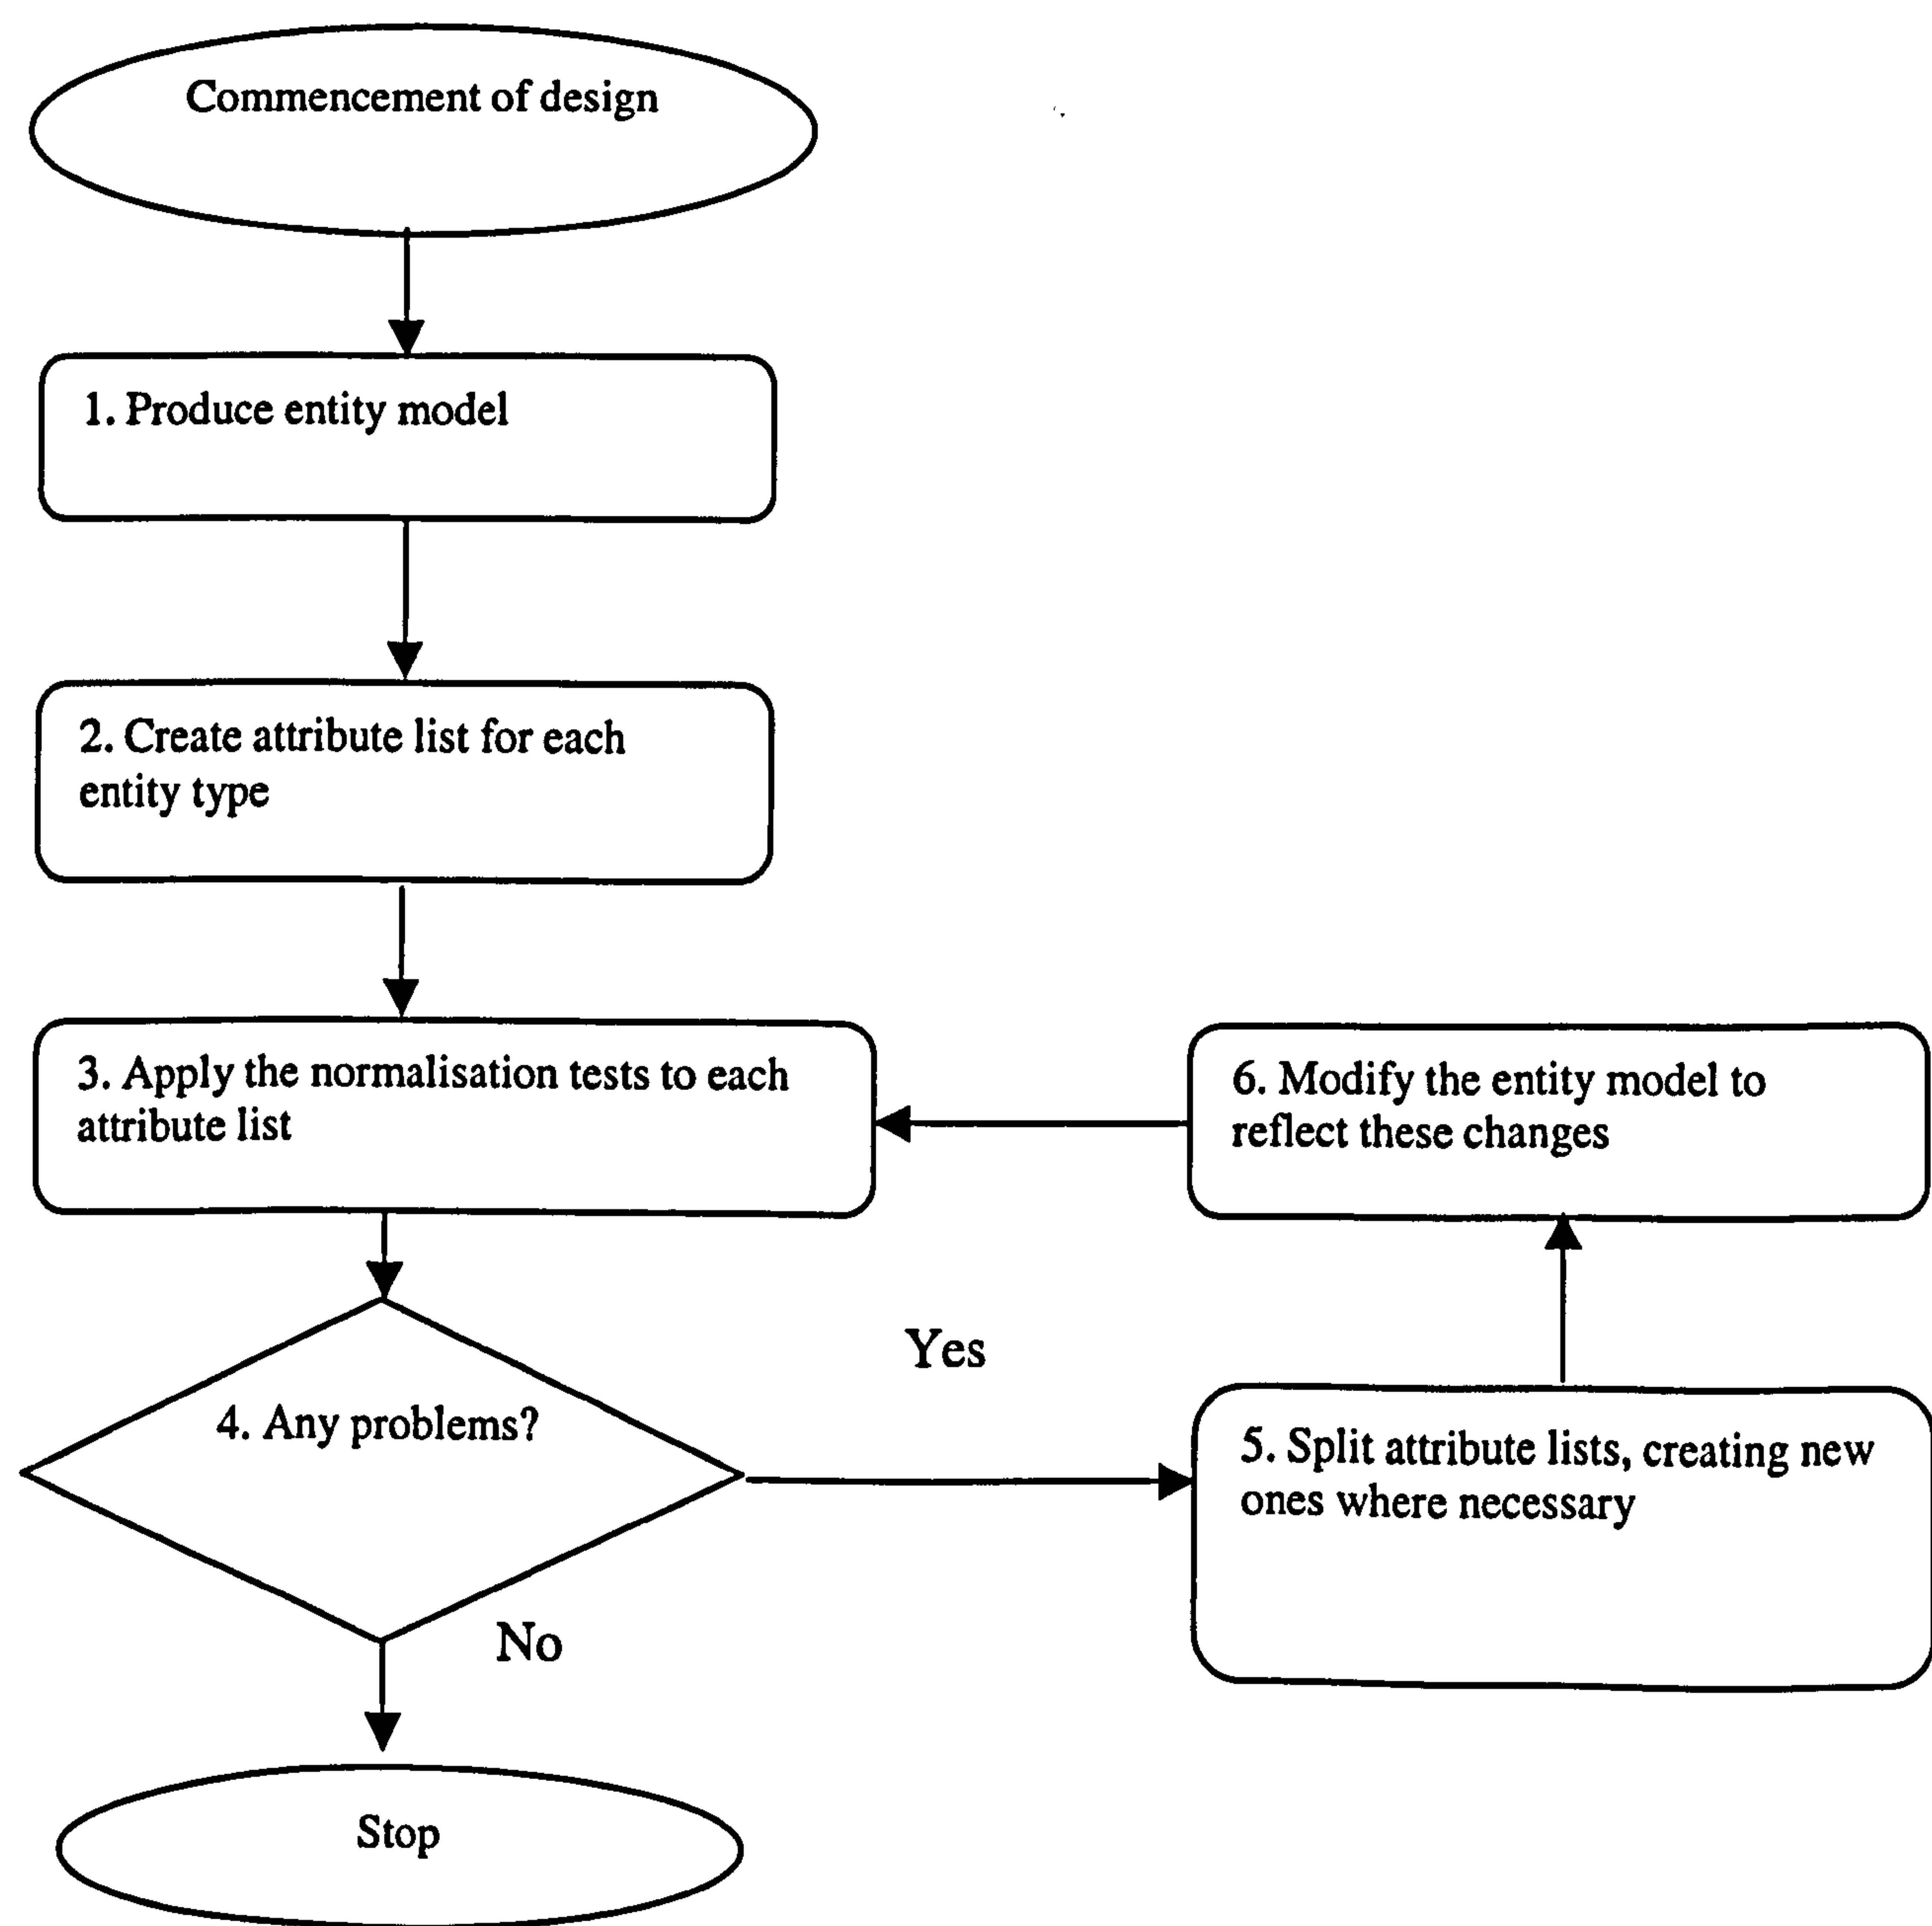 Commencement of design
1. Produce entity model
2. Create attribute list for each
entity type
3. Apply the normalisation tests to each
attribute list
4. Any problems?
Yes
No
5. Split attribute lists, creating new
ones where necessary
6. Modify the entity model to
reflect these changes
Stop